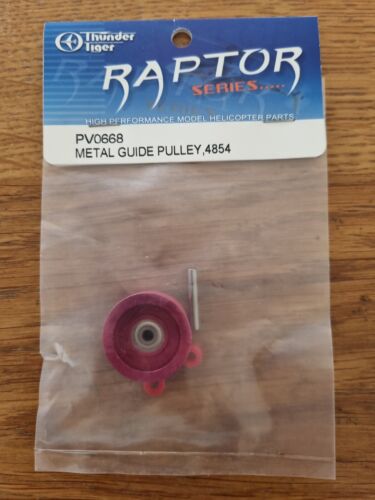 Thunder
Tiger
RAPTOR
SERIES.....
HIGH PERFORMANCE MODEL HELICOPTER PARTS
PV0668
METAL GUIDE PULLEY,4854